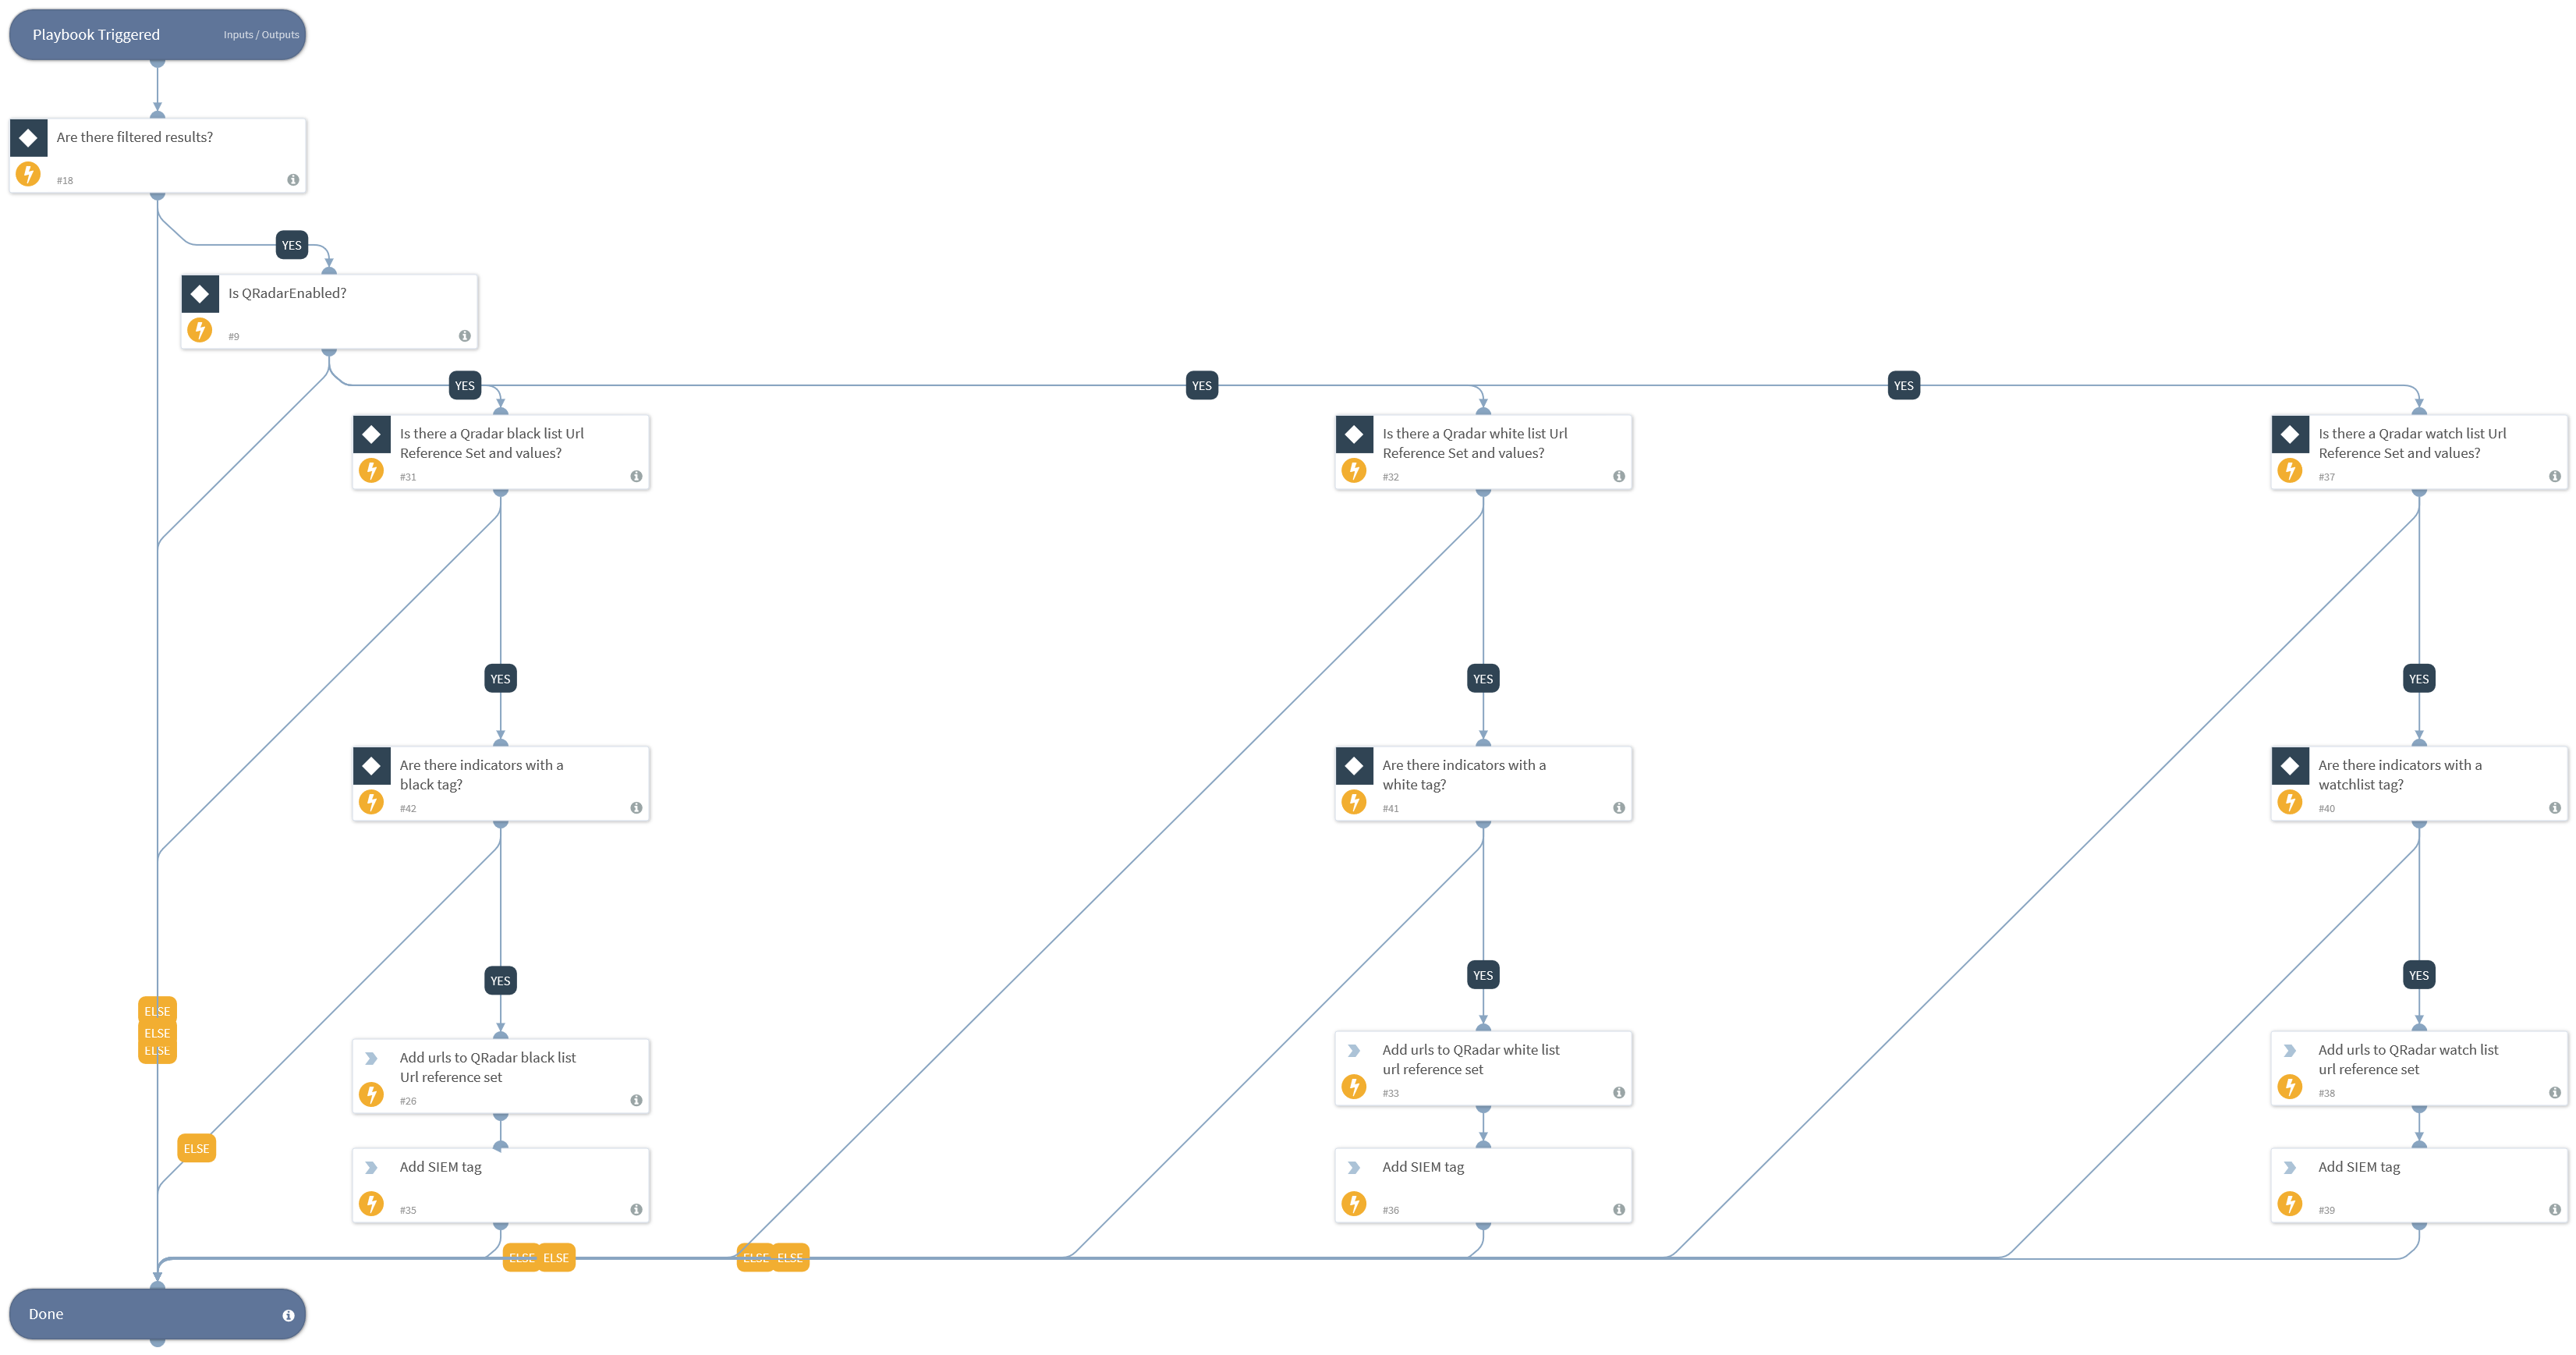 Playbook Triggered
Inputs / Outputs
Are there filtered results?
#18
YES
Is QRadarEnabled?
#9
YES
YES
YES
Is there a Qradar black list Url
Reference Set and values?
#31
Is there a Qradar white list Url
Reference Set and values?
#32
Is there a Qradar watch list Url
Reference Set and values?
#37
YES
YES
YES
Are there indicators with a
black tag?
#42
Are there indicators with a
white tag?
#41
Are there indicators with a
watchlist tag?
#40
YES
YES
YES
ELSE
ELSE
ELSE
Add urls to QRadar black list
Url reference set
#26
Add urls to QRadar white list
url reference set
#33
Add urls to QRadar watch list
url reference set
#38
ELSE
Add SIEM tag
#35
Add SIEM tag
#36
Add SIEM tag
#39
ELSE
ELSE
ELSE
ELSE
Done